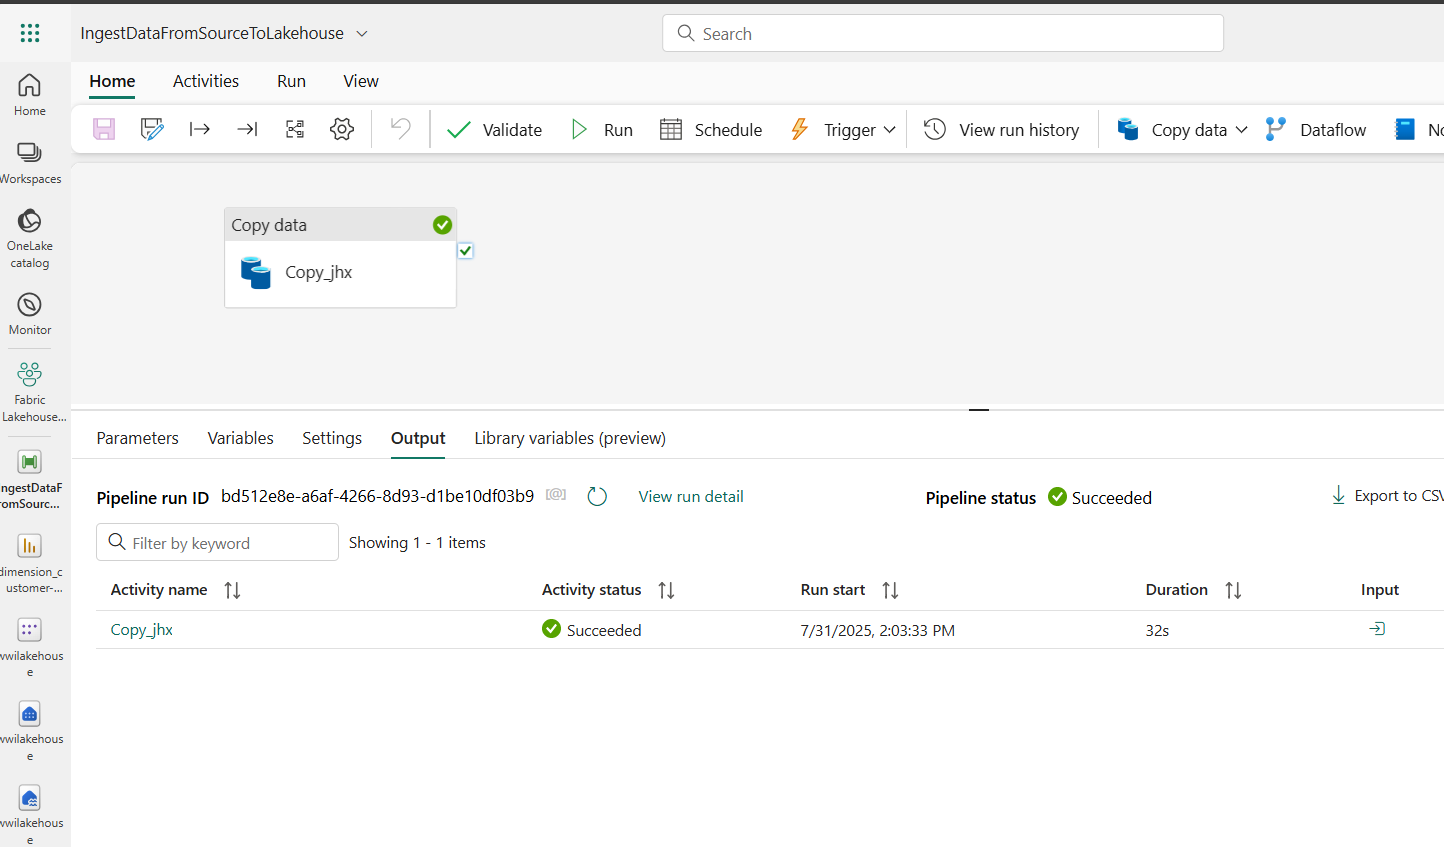 IngestDataFromSourceToLakehouse
Search
Home
Activities
Run
View
Validate
Run
Schedule
Trigger
View run history
Copy data
Dataflow
No
Home
Workspaces
OneLake
catalog
Monitor
Fabric
Lakehouse...
IngestDataF
romSourc...
dimension_c
ustomer-...
wwilakehous
e
wwilakehous
e
wwilakehous
e
Copy data
Copy_jhx
Parameters
Variables
Settings
Output
Library variables (preview)
Pipeline run ID bd512e8e-a6af-4266-8d93-d1be10df03b9 [@]
View run detail
Pipeline status Succeeded
Export to CSV
Filter by keyword
Showing 1 - 1 items
Activity name Activity status Run start Duration Input
Copy_jhx Succeeded 7/31/2025, 2:03:33 PM 32s